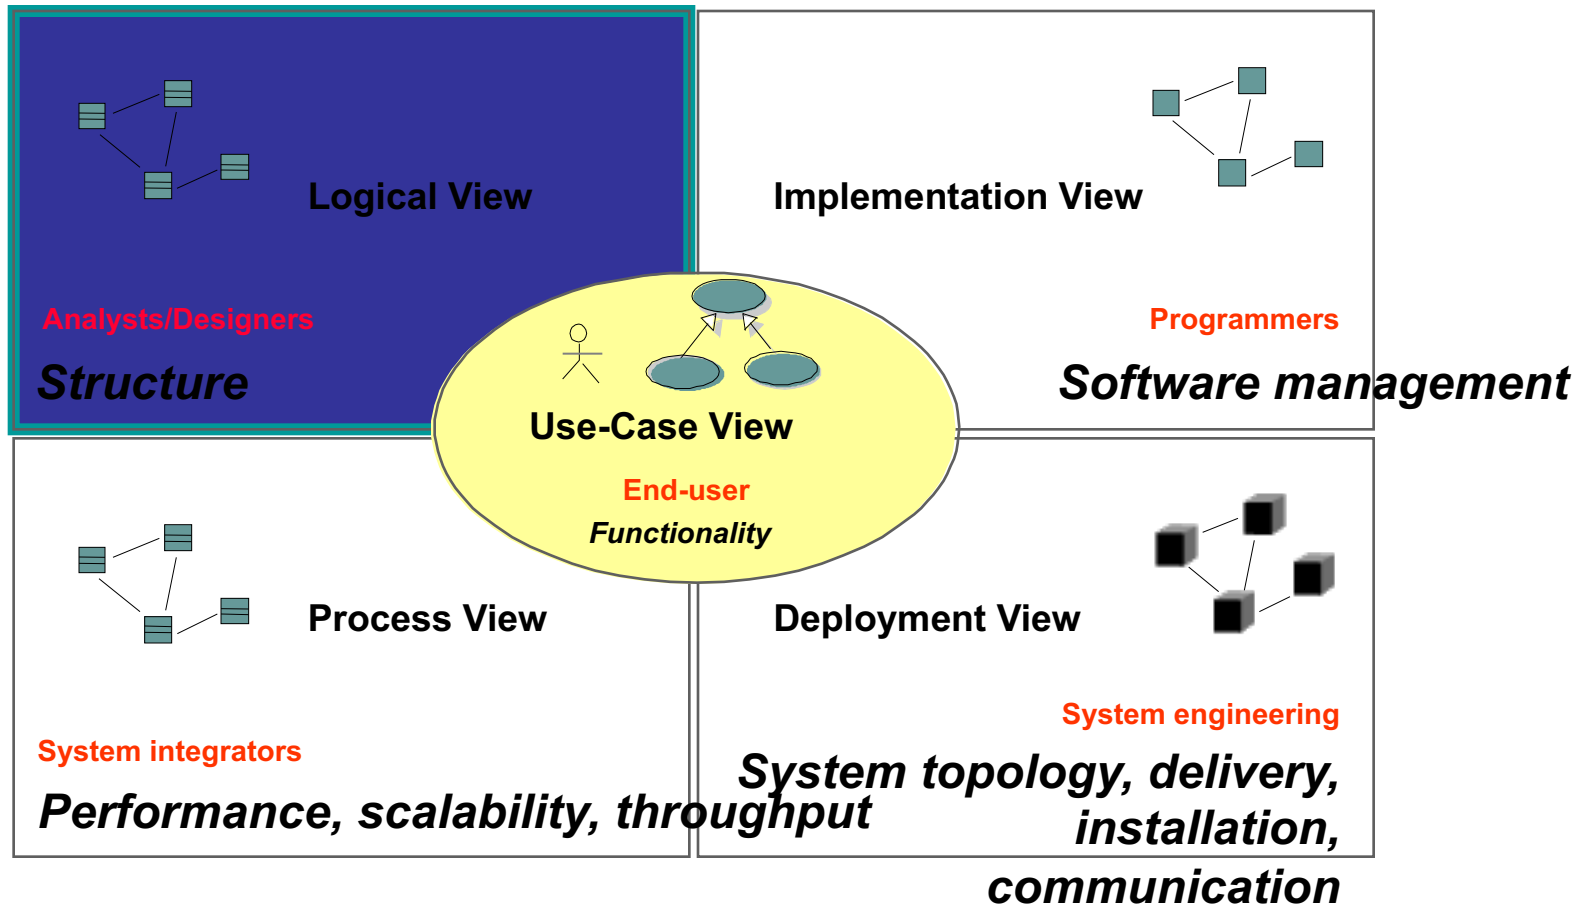 Logical View
Analysts/Designers
Structure
Implementation View
Programmers
Software management
Use-Case View
End-user
Functionality
Process View
System integrators
Performance, scalability, throughput
Deployment View
System engineering
System topology, delivery,
installation,
communication